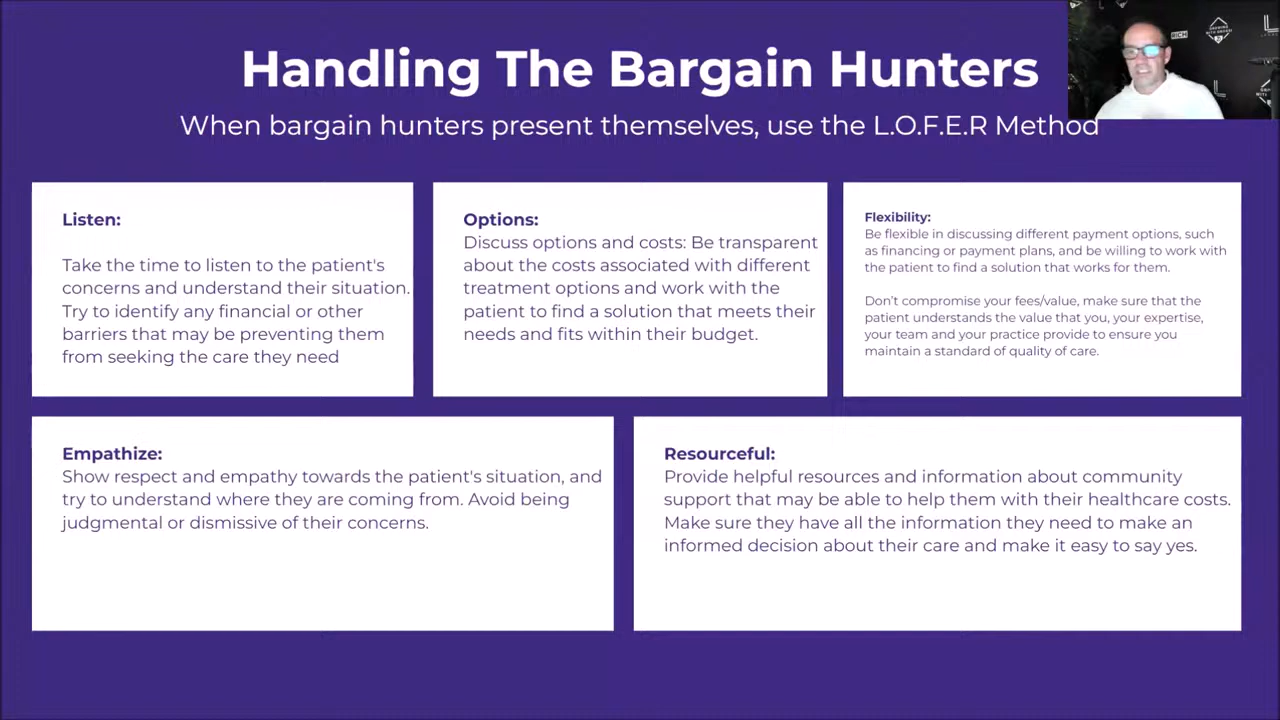 Handling The Bargain Hunters
When bargain hunters present themselves, use the L.O.F.E.R Method
Listen:
Take the time to listen to the patient's
concerns and understand their situation.
Try to identify any financial or other
barriers that may be preventing them
from seeking the care they need
Options:
Discuss options and costs: Be transparent
about the costs associated with different
treatment options and work with the
patient to find a solution that meets their
needs and fits within their budget.
Flexibility:
Be flexible in discussing different payment options, such
as financing or payment plans, and be willing to work with
the patient to find a solution that works for them.
Don't compromise your fees/value, make sure that the
patient understands the value that you, your expertise,
your team and your practice provide to ensure you
maintain a standard of quality of care.
Empathize:
Show respect and empathy towards the patient's situation, and
try to understand where they are coming from. Avoid being
judgmental or dismissive of their concerns.
Resourceful:
Provide helpful resources and information about community
support that may be able to help them with their healthcare costs.
Make sure they have all the information they need to make an
informed decision about their care and make it easy to say yes.
RICH